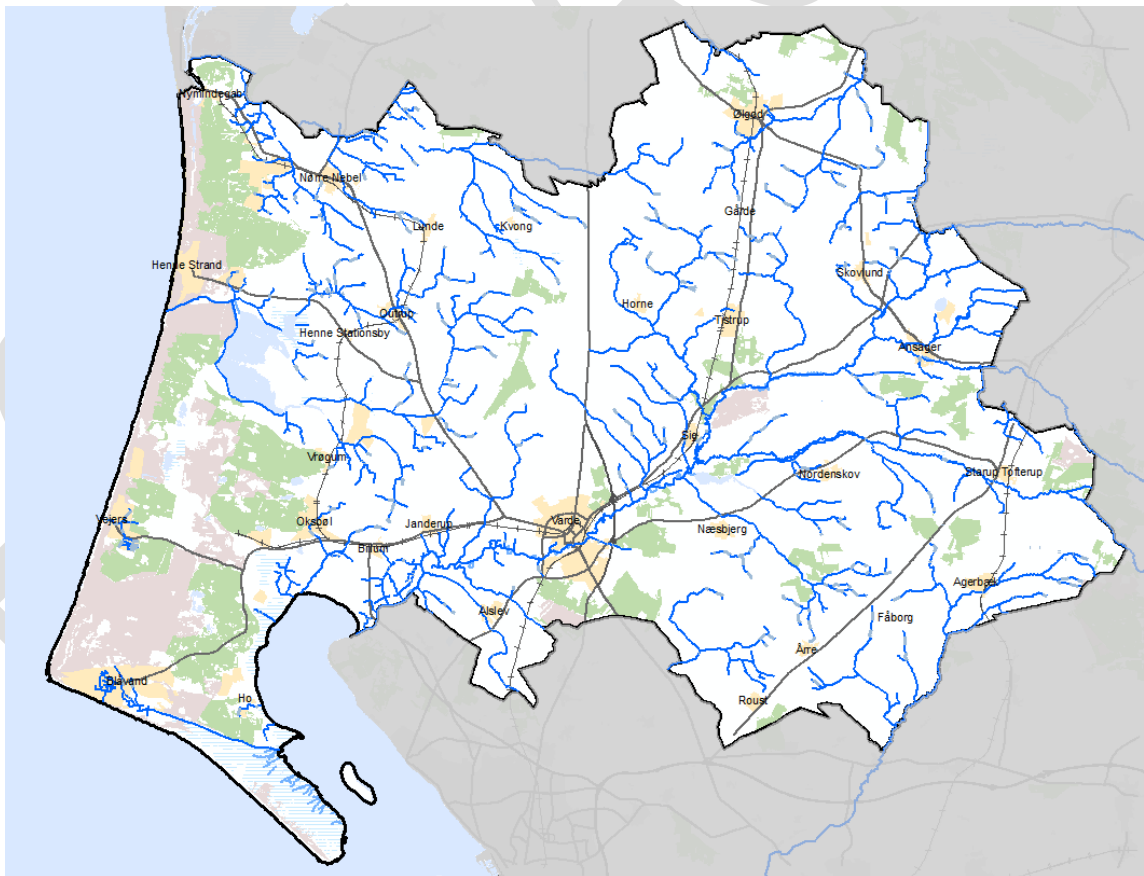 Nymindegab
Ølgod
Nørre Nebel
Gårde
Lunde
Kvong
Henne Strand
Skovlund
Horne
Outrup
Tistrup
Henne Stationsby
Ansager
Sig
Vrøgum
Starup Tofterup
Nordenskov
Vejers
Oksbøl
Janderup
Varde
Næsbjerg
Billum
Agerbæk
Alslev
Fåborg
Årre
Blåvand
Ho
Roust